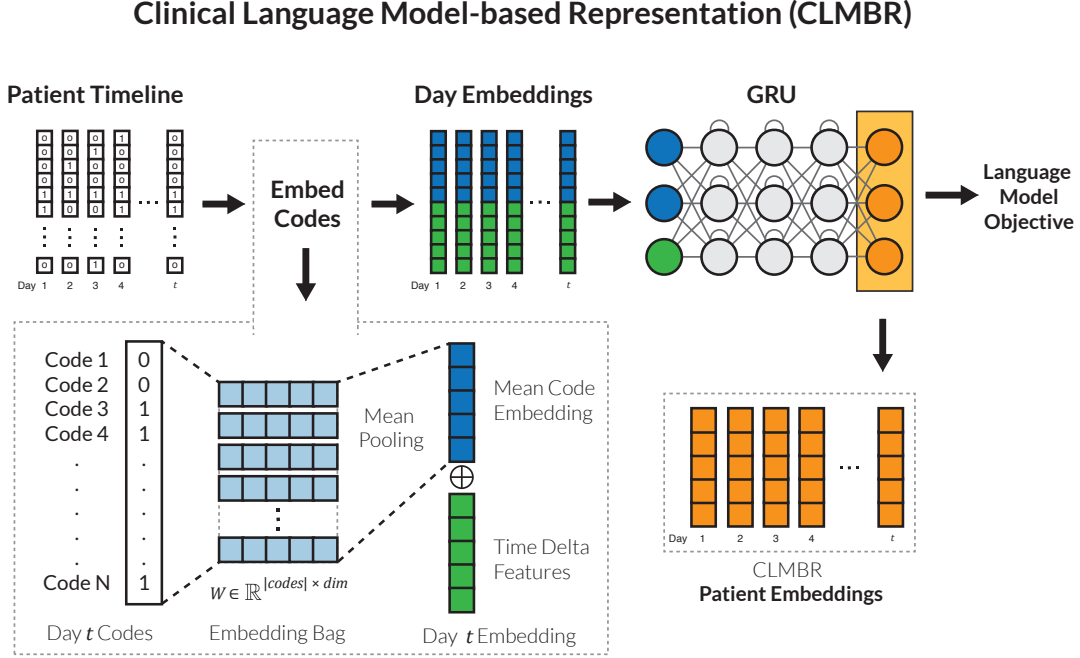 Clinical Language Model-based Representation (CLMBR)
Patient Timeline
0 0 0 1 0
0 0 1 0 0
0 1 0 0 0
0 0 0 0 0
1 1 0 1 1
1 0 1 0 1
...
0 0 1 0 0
Day 1 2 3 4 t
Embed
Codes
Day Embeddings
...
Day 1 2 3 4 t
GRU
Language
Model
Objective
Code 1 0
Code 2 0
Code 3 1
Code 4 1
. .
. .
. .
. .
. .
Code N 1
Day t Codes
Mean
Pooling
W ∈ ℝ |codes| × dim
Embedding Bag
Mean Code
Embedding
⊕
Time Delta
Features
Day t Embedding
...
Day 1 2 3 4 t
CLMBR
Patient Embeddings